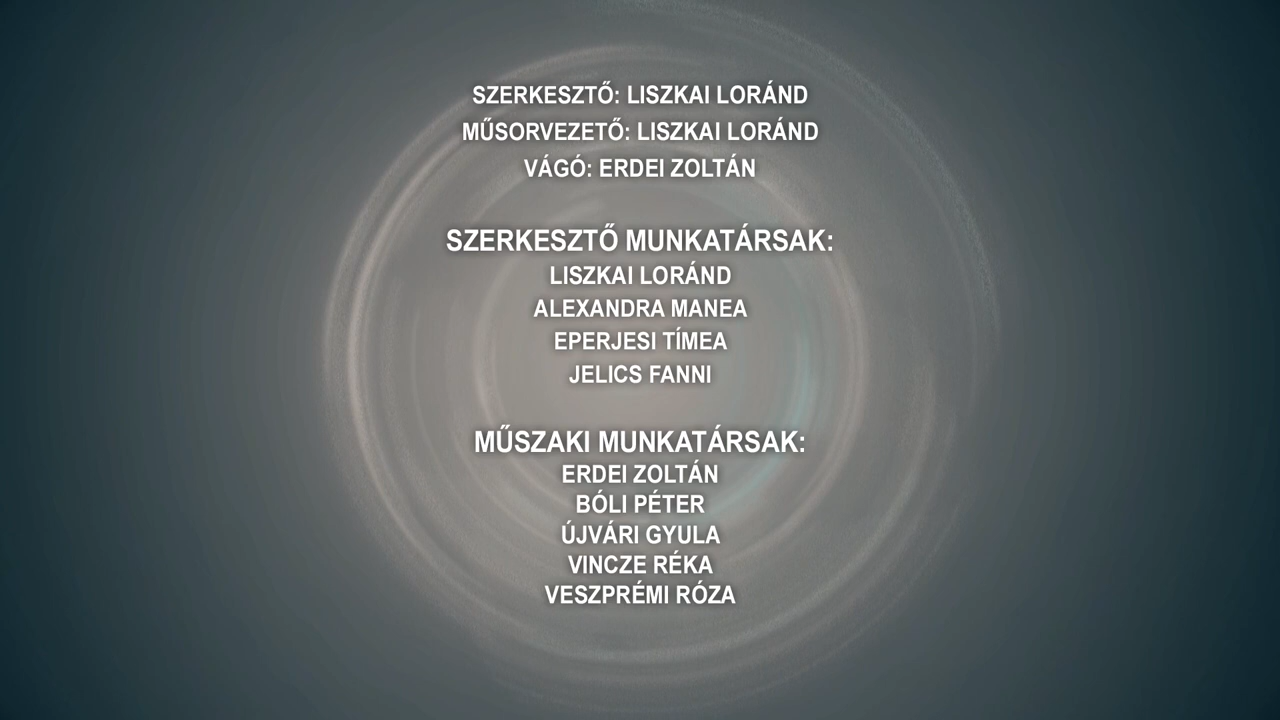 SZERKESZTŐ: LISZKAI LORÁND
MŰSORVEZETŐ: LISZKAI LORÁND
VÁGÓ: ERDEI ZOLTÁN
SZERKESZTŐ MUNKATÁRSAK:
LISZKAI LORÁND
ALEXANDRA MANEA
EPERJESI TÍMEA
JELICS FANNI
MŰSZAKI MUNKATÁRSAK:
ERDEI ZOLTÁN
BÓLI PÉTER
ÚJVÁRI GYULA
VINCZE RÉKA
VESZPRÉMI RÓZA